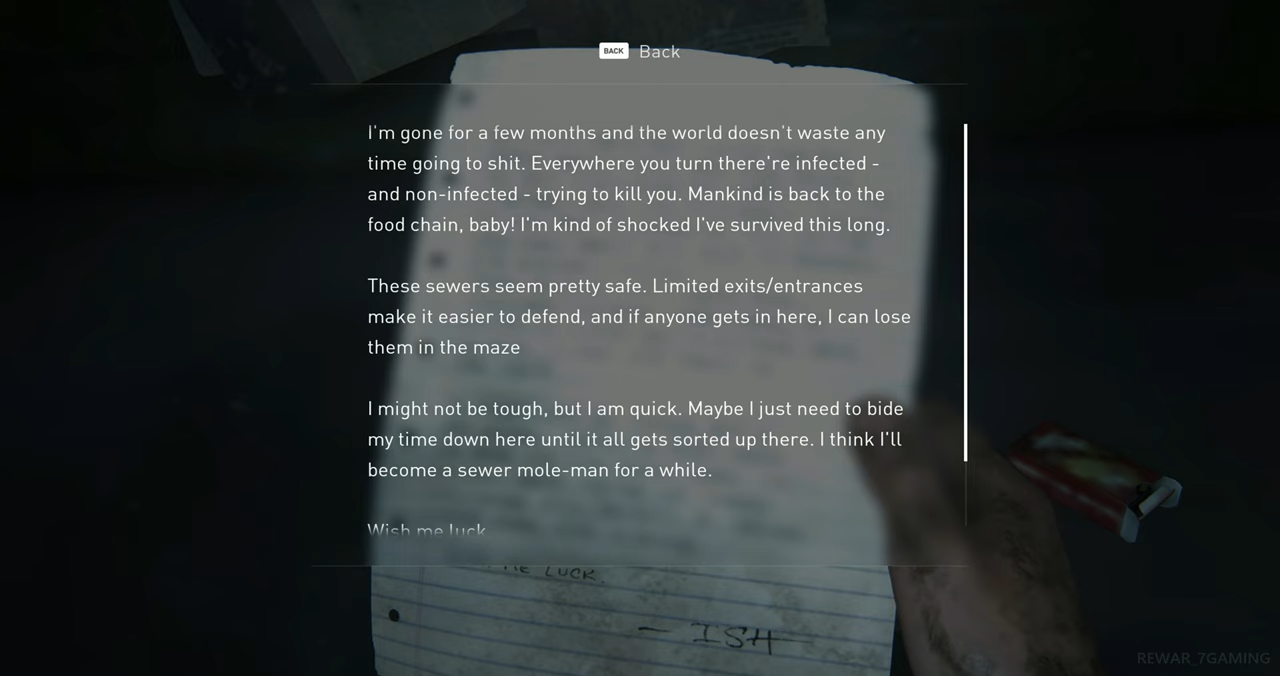 BACK Back
I'm gone for a few months and the world doesn't waste any
time going to shit. Everywhere you turn there're infected -
and non-infected - trying to kill you. Mankind is back to the
food chain, baby! I'm kind of shocked I've survived this long.
These sewers seem pretty safe. Limited exits/entrances
make it easier to defend, and if anyone gets in here, I can lose
them in the maze
I might not be tough, but I am quick. Maybe I just need to bide
my time down here until it all gets sorted up there. I think I'll
become a sewer mole-man for a while.
Wish me luck
ME LUCK.
— ISH
REWAR_7GAMING